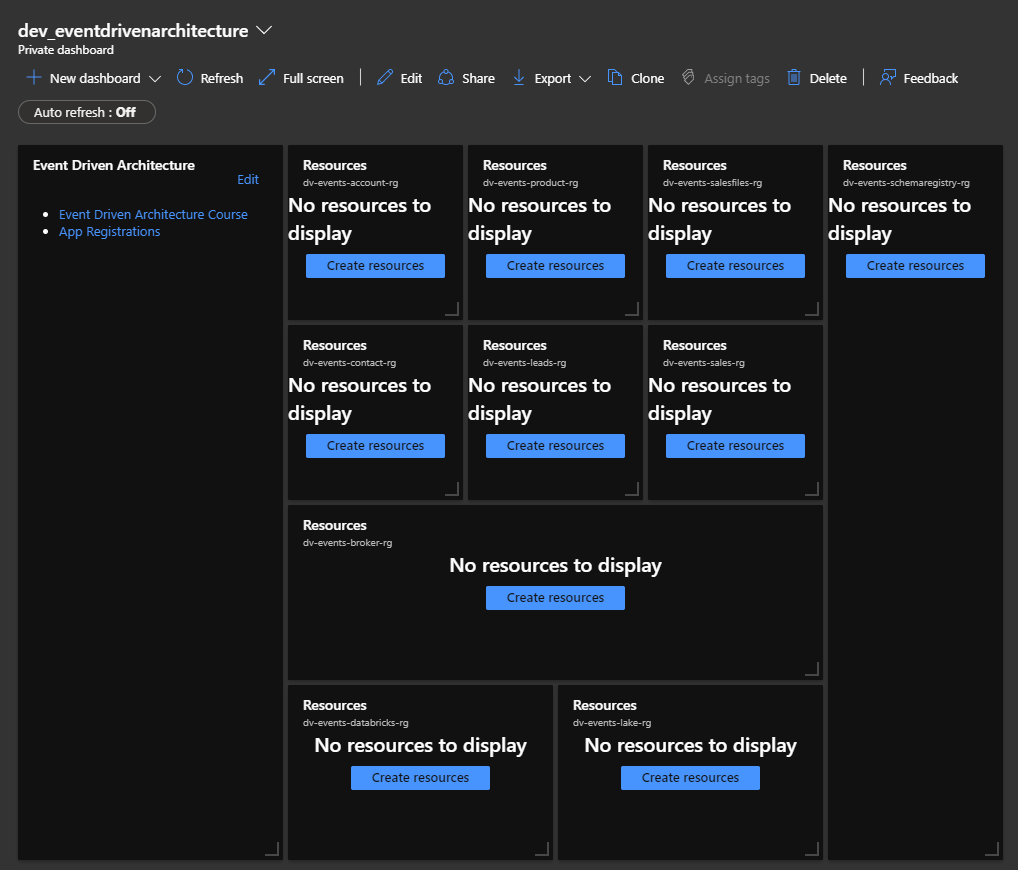 dev_eventdrivenarchitecture
Private dashboard
New dashboard Refresh Full screen Edit Share Export Clone Assign tags Delete Feedback
Auto refresh : Off
Event Driven Architecture
Edit
Event Driven Architecture Course
App Registrations
Resources
dv-events-account-rg
No resources to
display
Create resources
Resources
dv-events-product-rg
No resources to
display
Create resources
Resources
dv-events-salesfiles-rg
No resources to
display
Create resources
Resources
dv-events-schemaregistry-rg
No resources to
display
Create resources
Resources
dv-events-contact-rg
No resources to
display
Create resources
Resources
dv-events-leads-rg
No resources to
display
Create resources
Resources
dv-events-sales-rg
No resources to
display
Create resources
Resources
dv-events-broker-rg
No resources to display
Create resources
Resources
dv-events-databricks-rg
No resources to display
Create resources
Resources
dv-events-lake-rg
No resources to display
Create resources